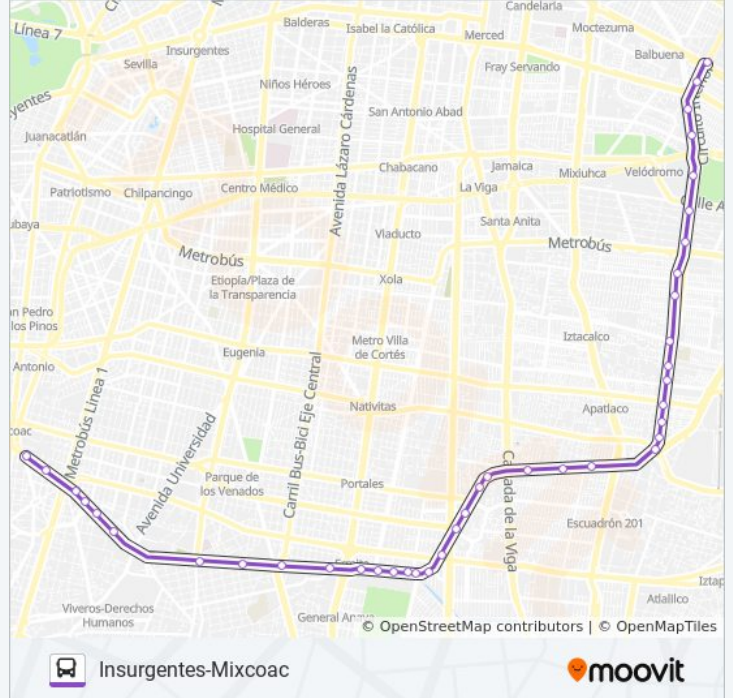 Candelaria
Balderas
Isabel la Católica
Moctezuma
Línea 7
Merced
Insurgentes
Balbuena
Sevilla
Fray Servando
Niños Héroes
San Antonio Abad
Hospital General
Juanacatlán
Avenida Lázaro Cárdenas
Chabacano
Jamaica
Mixiuhca
Velódromo
Patriotismo
Chilpancingo
Centro Médico
La Viga
Calle A
Santa Anita
Viaducto
Metrobús
Metrobús
Xola
Etiopía/Plaza de
la Transparencia
los Pinos
Iztacalco
Metro Villa
de Cortés
Eugenia
Antonio
Metrobús Línea 1
Carril Bus-Bici Eje Central
Nativitas
Apatlaco
Avenida Universidad
Parque de
los Venados
Portales
Calzada de la Viga
Escuadrón 201
Atlalilco
Viveros-Derechos
Humanos
© OpenStreetMap contributors | © OpenMapTiles
Insurgentes-Mixcoac
moovit